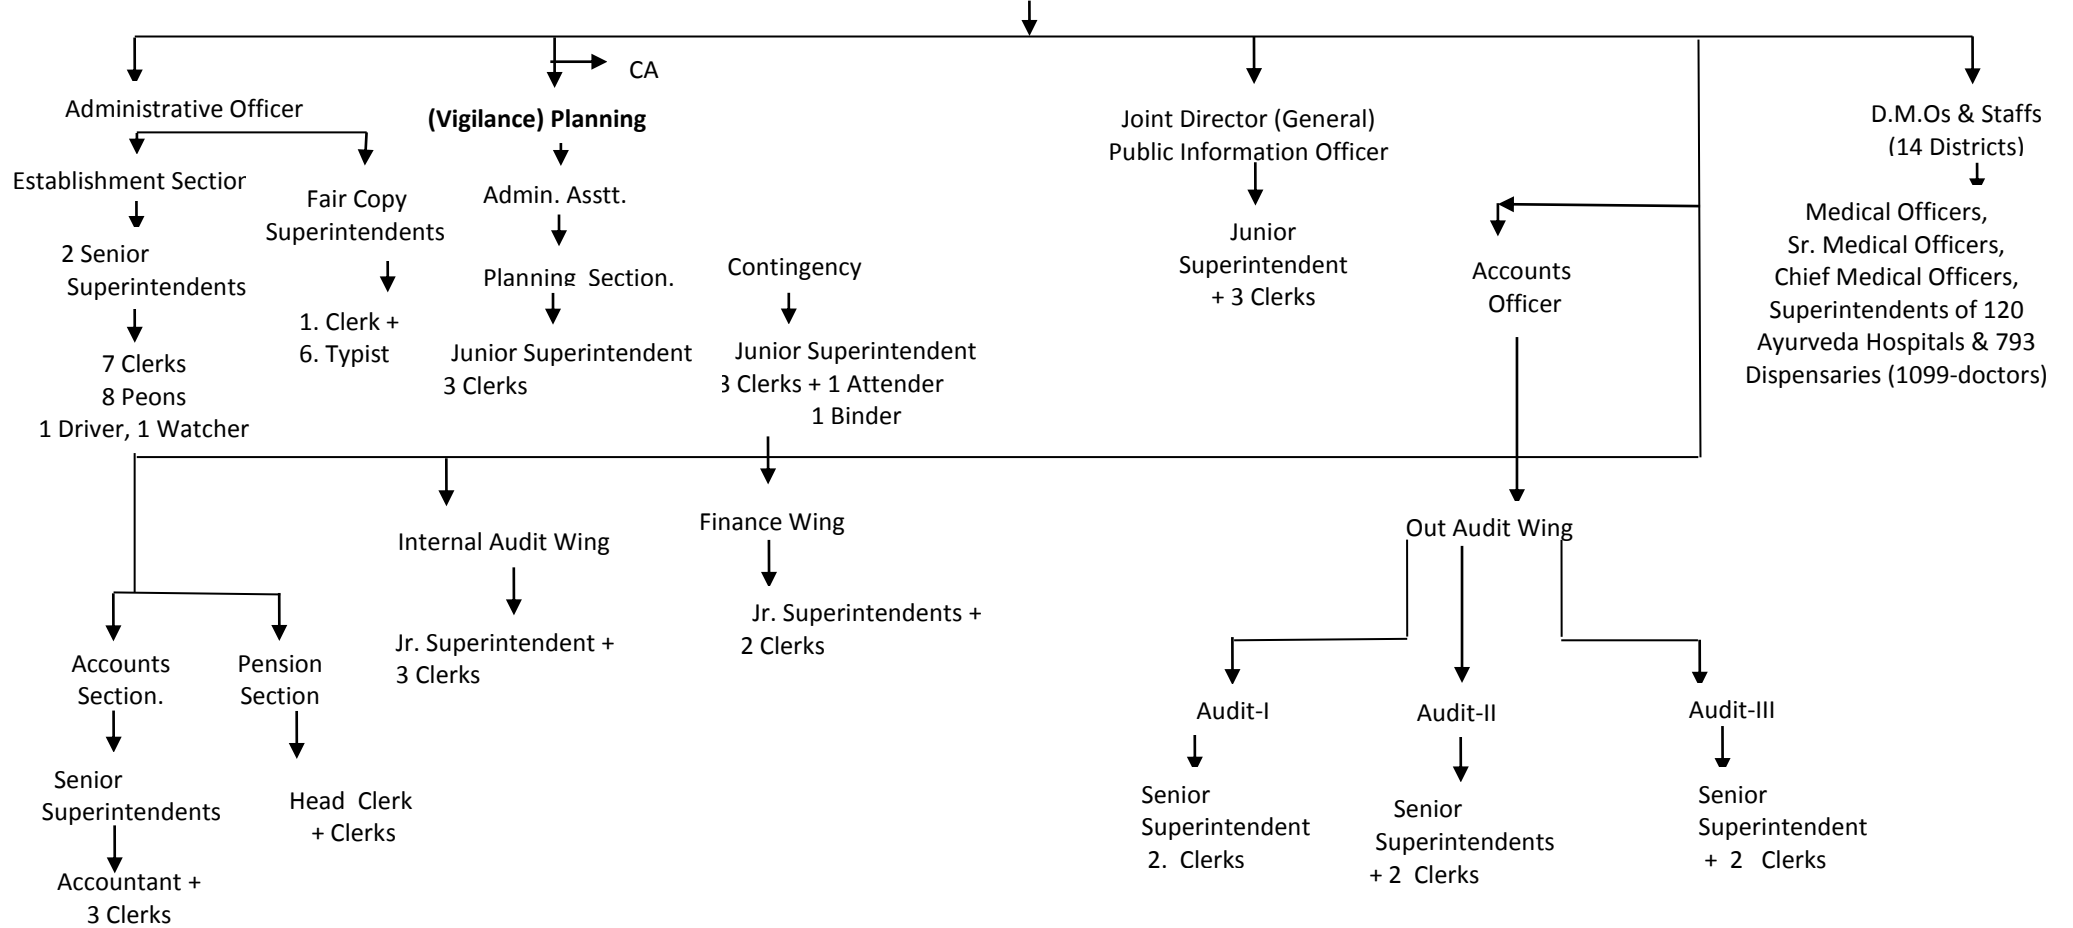 CA
Administrative Officer
(Vigilance) Planning
Joint Director (General)
Public Information Officer
D.M.Os & Staffs
(14 Districts)
Establishment Section
Fair Copy
Superintendents
Admin. Asstt.
2 Senior
Superintendents
Planning Section.
Contingency
Junior
Superintendent
+ 3 Clerks
Accounts
Officer
Medical Officers,
Sr. Medical Officers,
Chief Medical Officers,
Superintendents of 120
Ayurveda Hospitals & 793
Dispensaries (1099-doctors)
1. Clerk +
6. Typist
7 Clerks
8 Peons
1 Driver, 1 Watcher
Junior Superintendent
3 Clerks
Junior Superintendent
3 Clerks + 1 Attender
1 Binder
Internal Audit Wing
Finance Wing
Out Audit Wing
Jr. Superintendent +
3 Clerks
Jr. Superintendents +
2 Clerks
Accounts
Section.
Pension
Section
Audit-I
Audit-II
Audit-III
Senior
Superintendents
Head Clerk
+ Clerks
Senior
Superintendent
2. Clerks
Senior
Superintendents
+ 2 Clerks
Senior
Superintendent
+ 2 Clerks
Accountant +
3 Clerks